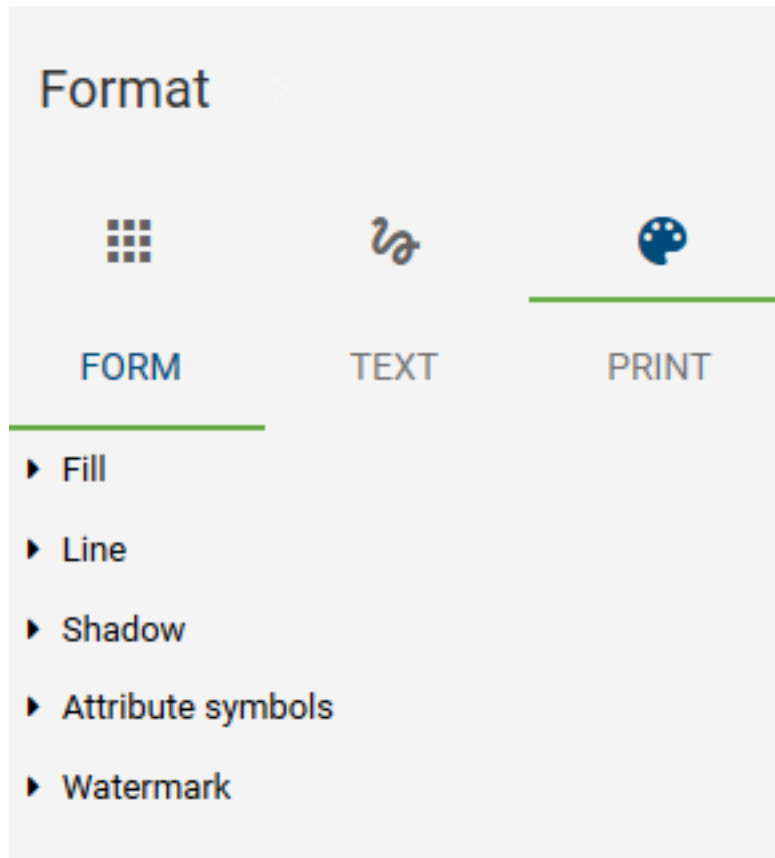 Format
FORM TEXT PRINT
Fill
Line
Shadow
Attribute symbols
Watermark